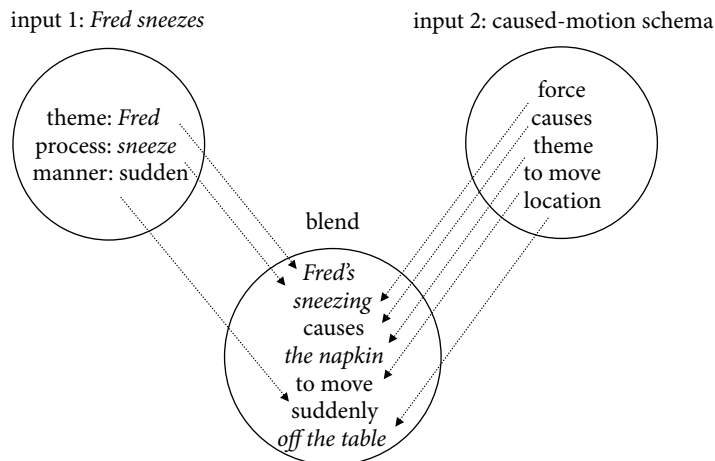 input 1: Fred sneezes
input 2: caused-motion schema
theme: Fred
process: sneeze
manner: sudden
force
causes
theme
to move
location
blend
Fred's
sneezing
causes
the napkin
to move
suddenly
off the table